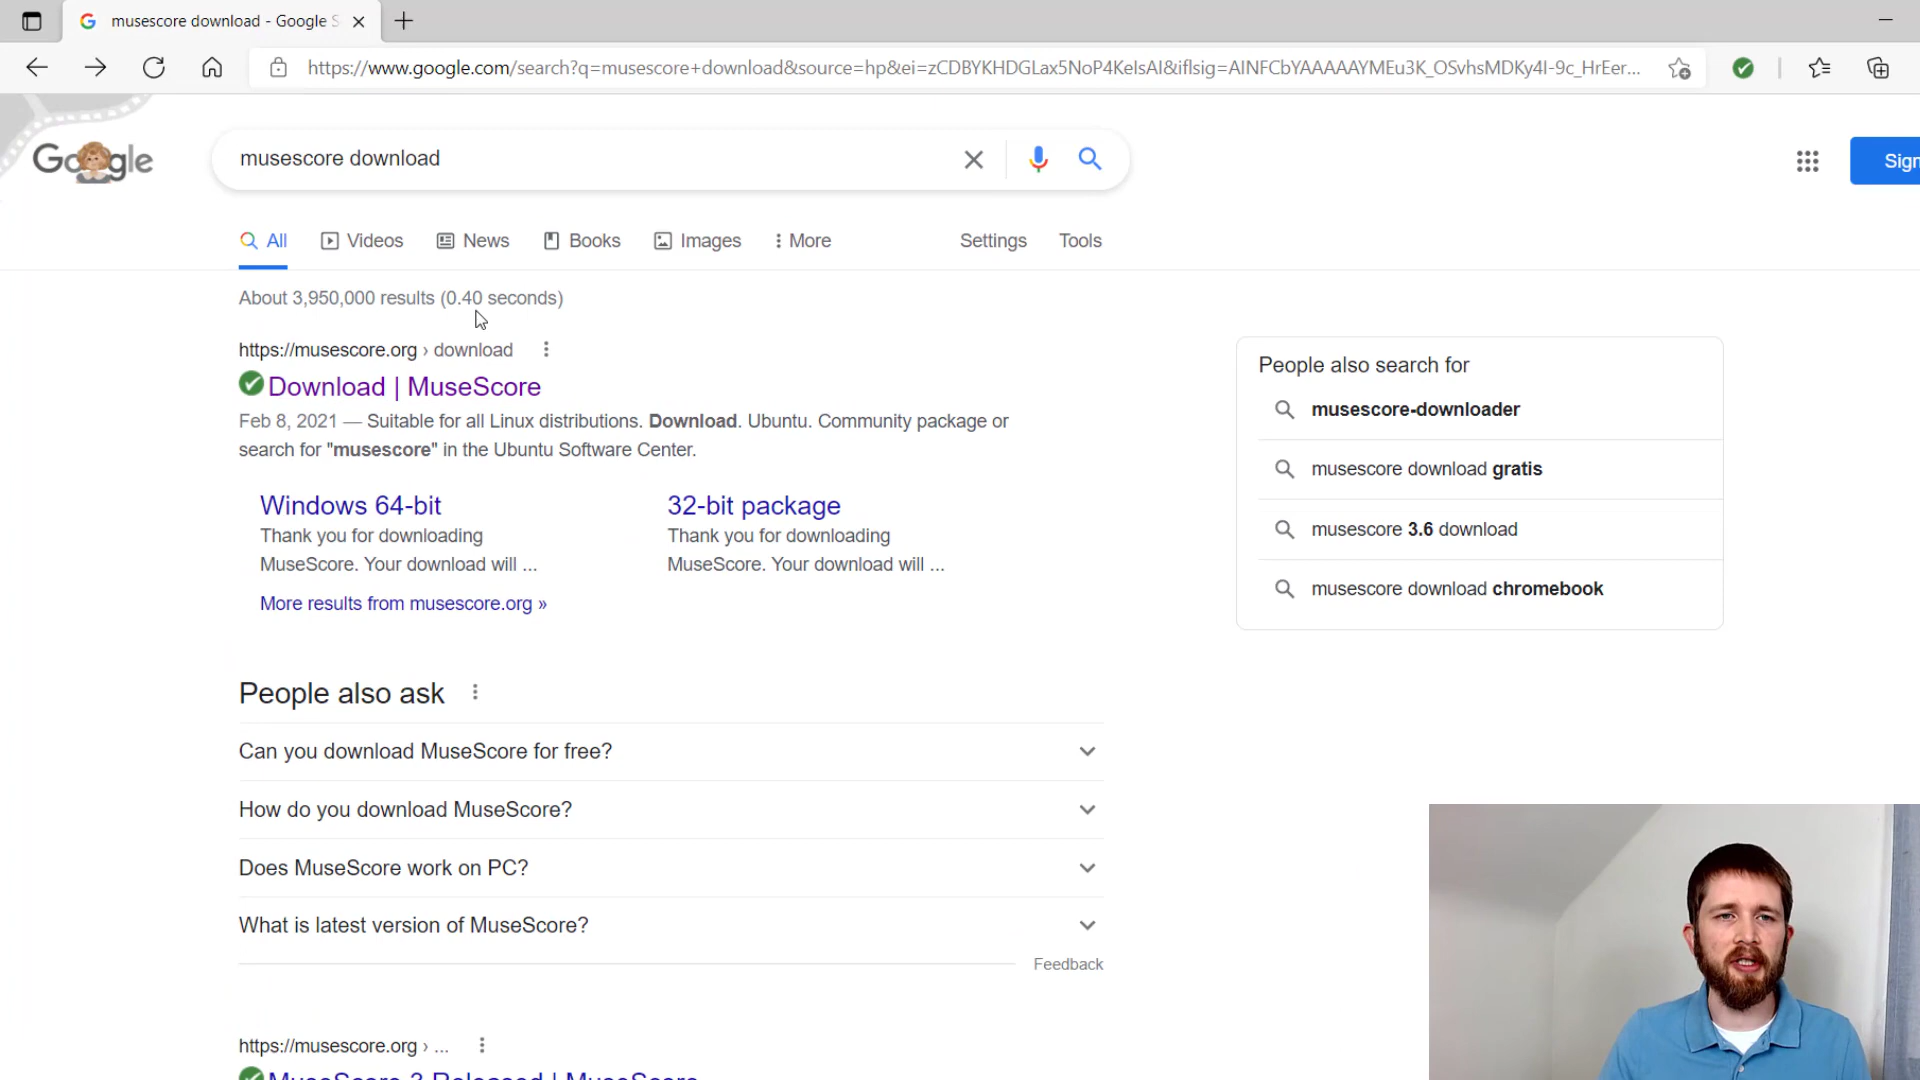 musescore download - Google S
https://www.google.com/search?q=musescore+download&source=hp&ei=zCDBYKHDGLax5NoP4KeIsAI&iflsig=AINFCbYAAAAAYMEu3K_OSvhsMDKy4I-9c_HrEer...
Google
musescore download
Sign
All
Videos
News
Books
Images
More
Settings
Tools
About 3,950,000 results (0.40 seconds)
https://musescore.org › download
Download | MuseScore
Feb 8, 2021 — Suitable for all Linux distributions. Download. Ubuntu. Community package or
search for "musescore" in the Ubuntu Software Center.
Windows 64-bit
Thank you for downloading
MuseScore. Your download will ...
32-bit package
Thank you for downloading
MuseScore. Your download will ...
More results from musescore.org »
People also search for
musescore-downloader
musescore download gratis
musescore 3.6 download
musescore download chromebook
People also ask
Can you download MuseScore for free?
How do you download MuseScore?
Does MuseScore work on PC?
What is latest version of MuseScore?
Feedback
https://musescore.org › ...
MuseScore 3 Released | MuseScore